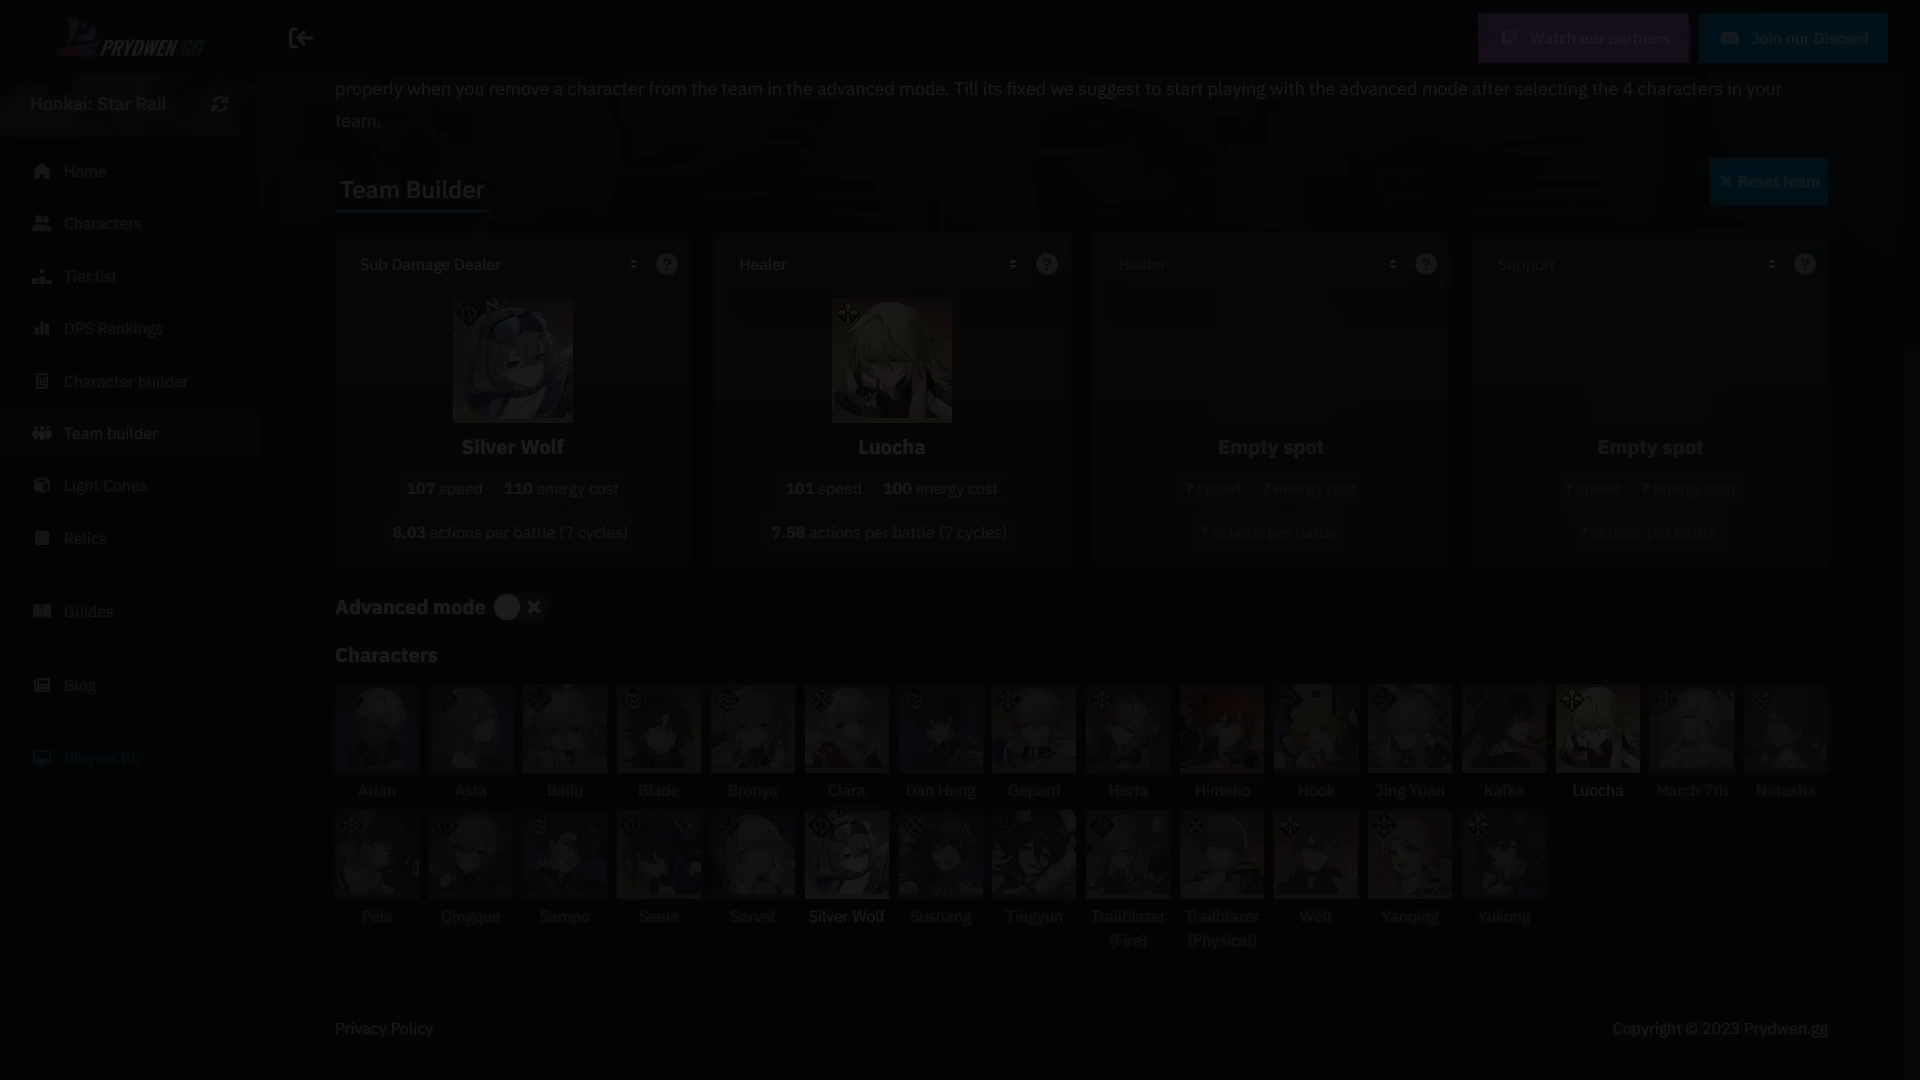 PRYDWEN GG
Watch our partners
Join our Discord
Honkai: Star Rail
properly when you remove a character from the team in the advanced mode. Till its fixed we suggest to start playing with the advanced mode after selecting the 4 characters in your
team.
Home
Characters
Tier list
DPS Rankings
Character builder
Team builder
Light Cones
Relics
Guides
Blog
Play on PC
Team Builder
× Reset team
Sub Damage Dealer ?
Healer ?
Healer ?
Support ?
Silver Wolf
Luocha
Empty spot
Empty spot
107 speed 110 energy cost
101 speed 100 energy cost
? speed ? energy cost
? speed ? energy cost
8.03 actions per battle (7 cycles)
7.58 actions per battle (7 cycles)
? actions per battle
? actions per battle
Advanced mode ×
Characters
Arlan Asta Bailu Blade Bronya Clara Dan Heng Gepard Herta Himeko Hook Jing Yuan Kafka Luocha March 7th Natasha
Pela Qingque Sampo Seele Serval Silver Wolf Sushang Tingyun Trailblazer Trailblazer Welt Yanqing Yukong
(Fire) (Physical)
Privacy Policy
Copyright © 2023 Prydwen.gg